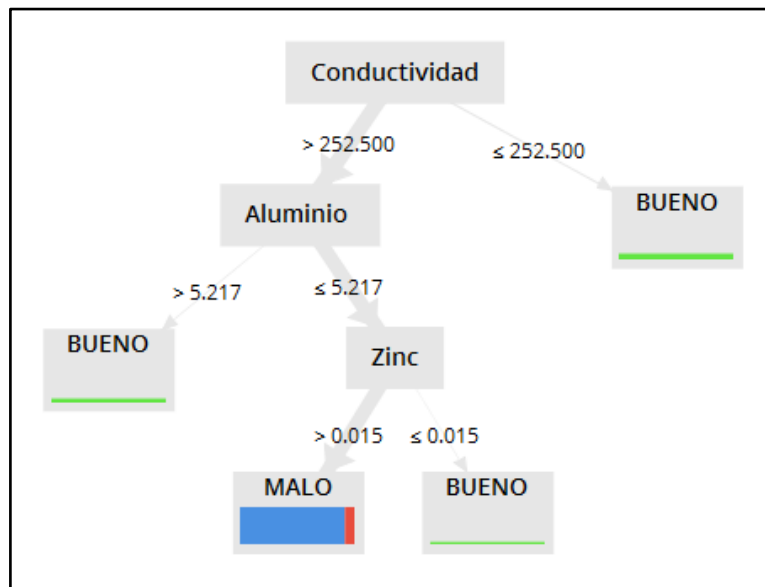 Conductividad
> 252.500
≤ 252.500
Aluminio
BUENO
> 5.217
≤ 5.217
BUENO
Zinc
> 0.015
≤ 0.015
MALO
BUENO